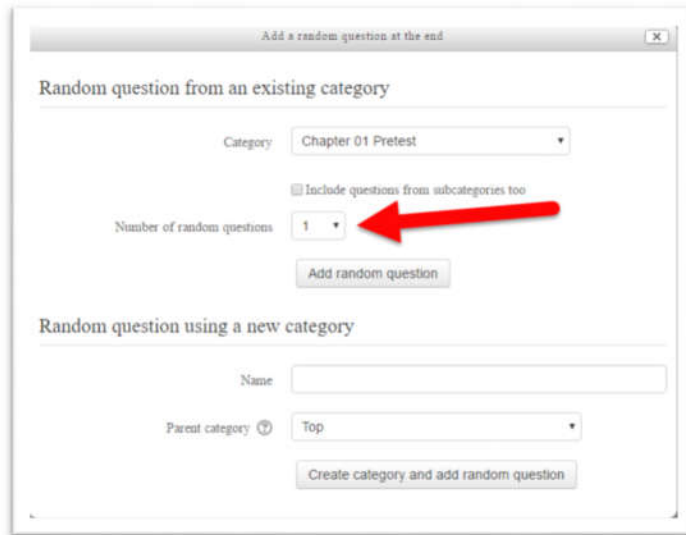 Add a random question at the end
Random question from an existing category
Category Chapter 01 Pretest
Include questions from subcategories too
Number of random questions 1
Add random question
Random question using a new category
Name
Parent category Top
Create category and add random question